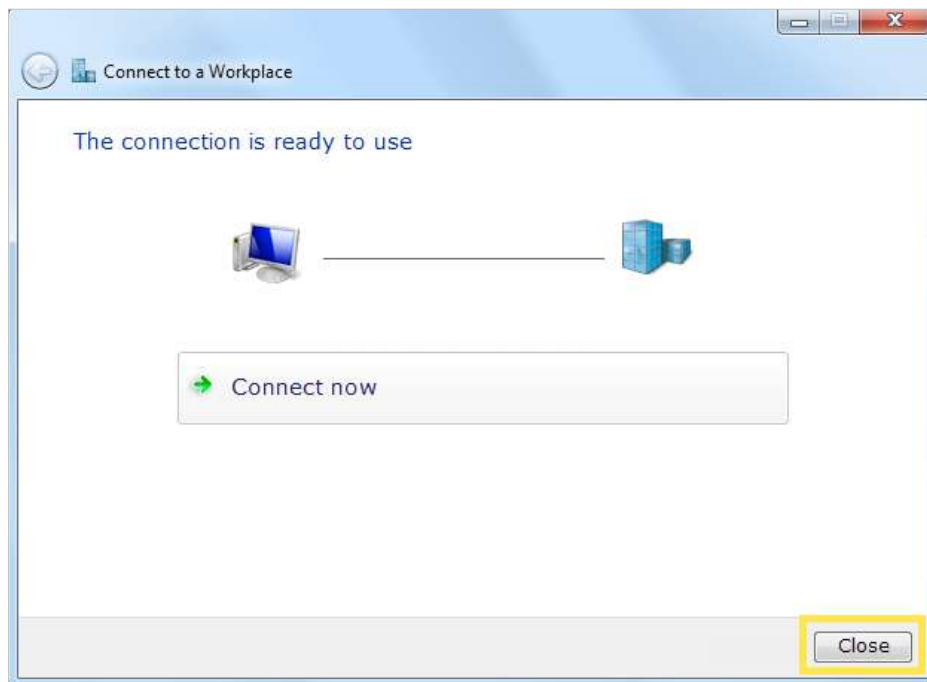 Connect to a Workplace
The connection is ready to use
Connect now
Close